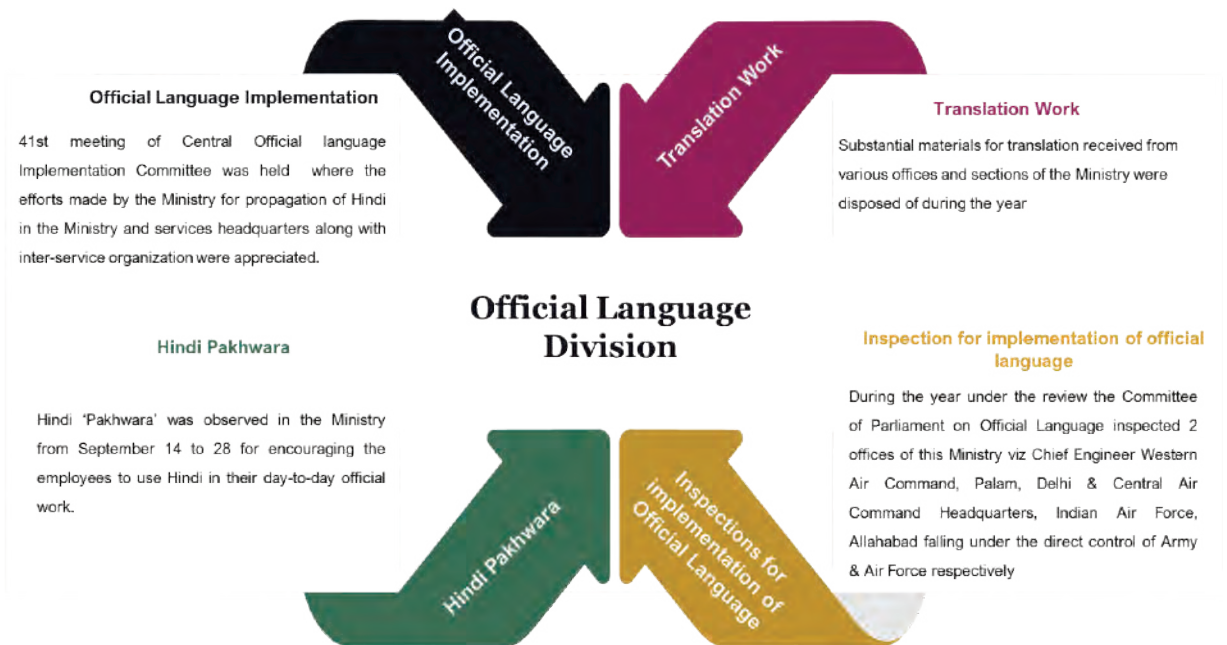 Official Language
Implementation
Translation Work
Official Language Implementation
41st meeting of Central Official language
Implementation Committee was held where the
efforts made by the Ministry for propagation of Hindi
in the Ministry and services headquarters along with
inter-service organization were appreciated.
Translation Work
Substantial materials for translation received from
various offices and sections of the Ministry were
disposed of during the year
Official Language
Division
Hindi Pakhwara
Hindi ‘Pakhwara’ was observed in the Ministry
from September 14 to 28 for encouraging the
employees to use Hindi in their day-to-day official
work.
Inspection for implementation of official
language
During the year under the review the Committee
of Parliament on Official Language inspected 2
offices of this Ministry viz Chief Engineer Western
Air Command, Palam, Delhi & Central Air
Command Headquarters, Indian Air Force,
Allahabad falling under the direct control of Army
& Air Force respectively
Hindi Pakhwara
Inspections for
implementation of
Official Language